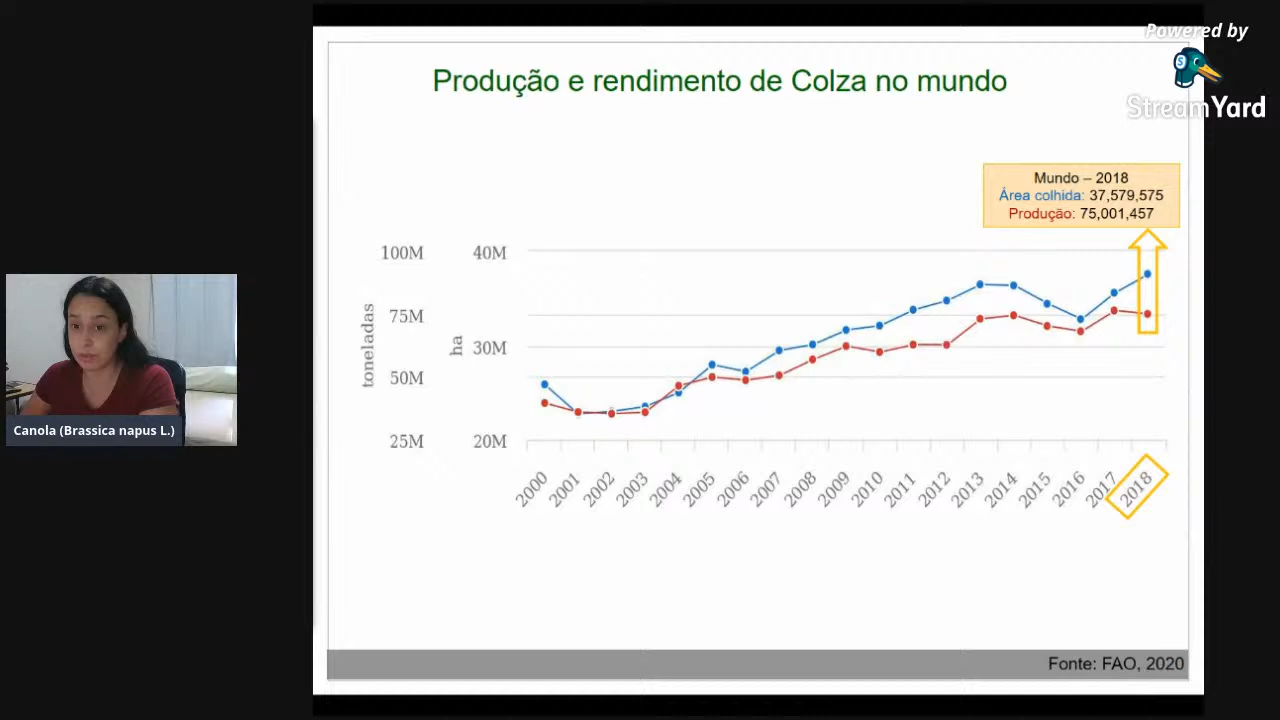 Powered by
StreamYard
Produção e rendimento de Colza no mundo
Mundo – 2018
Área colhida: 37,579,575
Produção: 75,001,457
toneladas
100M
75M
50M
25M
ha
40M
30M
20M
2000 2001 2002 2003 2004 2005 2006 2007 2008 2009 2010 2011 2012 2013 2014 2015 2016 2017 2018
Canola (Brassica napus L.)
Fonte: FAO, 2020